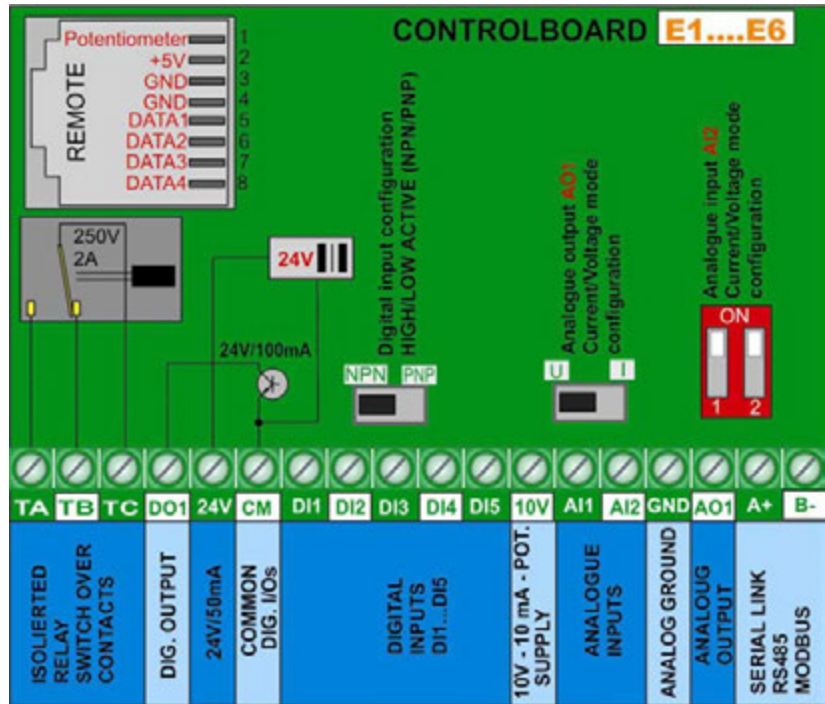 CONTROLBOARD E1....E6
REMOTE
Potentiometer 1
+5V 2
GND 3
GND 4
DATA1 5
DATA2 6
DATA3 7
DATA4 8
250V
2A
24V
24V/100mA
Digital input configuration
HIGH/LOW ACTIVE (NPN/PNP)
NPN PNP
Analogue output AO1
Current/Voltage mode
configuration
U I
Analogue input AI2
Current/Voltage mode
configuration
ON
1 2
TA TB TC DO1 24V CM DI1 DI2 DI3 DI4 DI5 10V AI1 AI2 GND AO1 A+ B-
ISOLIERTED
RELAY
SWITCH OVER
CONTACTS
DIG. OUTPUT
24V/50mA
COMMON
DIG. I/Os
DIGITAL
INPUTS
DI1...DI5
10V - 10 mA - POT.
SUPPLY
ANALOGUE
INPUTS
ANALOG GROUND
ANALOUG
OUTPUT
SERIAL LINK
RS485
MODBUS